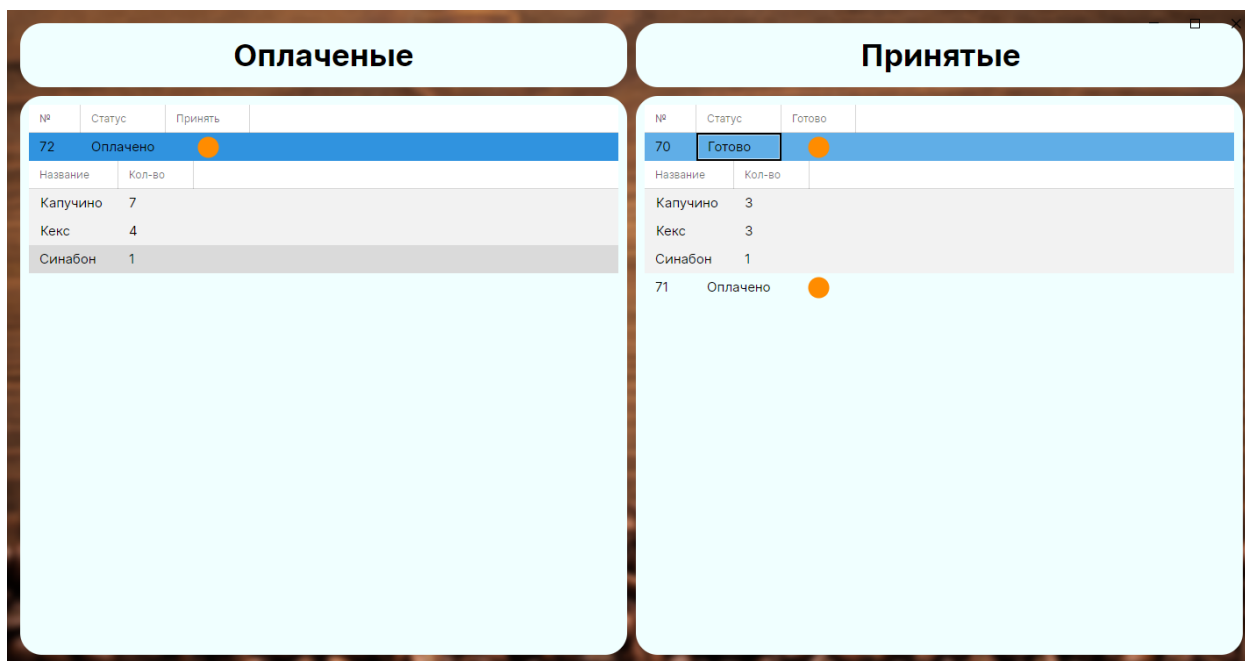 Оплаченые
№ Статус Принять
72 Оплачено
Название Кол-во
Капучино 7
Кекс 4
Синабон 1
Принятые
№ Статус Готово
70 Готово
Название Кол-во
Капучино 3
Кекс 3
Синабон 1
71 Оплачено